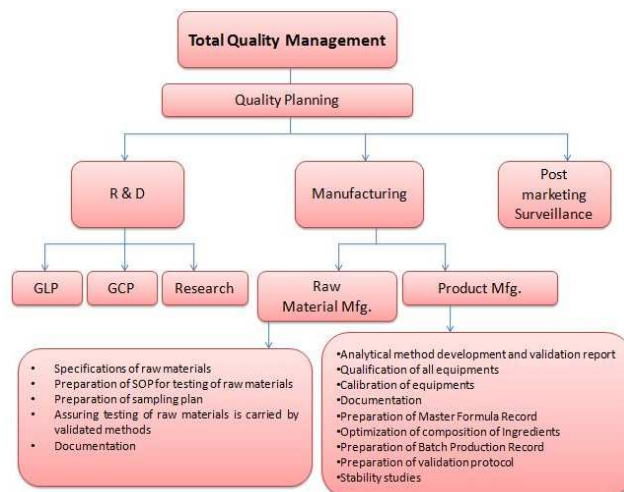 Total Quality Management
Quality Planning
R & D
Manufacturing
Post
marketing
Surveillance
GLP
GCP
Research
Raw
Material Mfg.
Product Mfg.
• Specifications of raw materials
• Preparation of SOP for testing of raw materials
• Preparation of sampling plan
• Assuring testing of raw materials is carried by
validated methods
• Documentation
•Analytical method development and validation report
•Qualification of all equipments
•Calibration of equipments
•Documentation
•Preparation of Master Formula Record
•Optimization of composition of Ingredients
•Preparation of Batch Production Record
•Preparation of validation protocol
•Stability studies